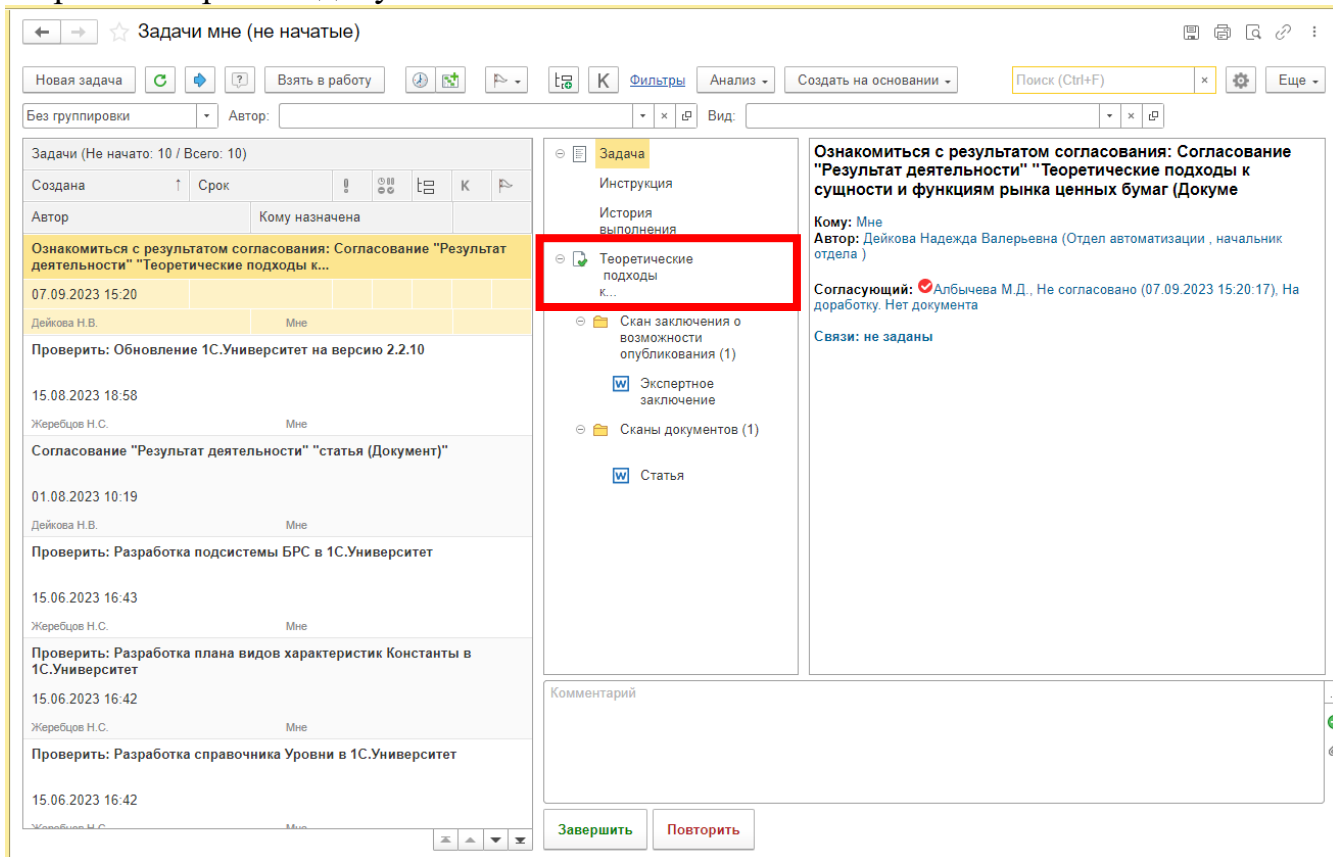 Задачи мне (не начатые)
Новая задача
Взять в работу
K
Фильтры
Анализ
Создать на основании
Поиск (Ctrl+F)
×
Еще
Без группировки
Автор:
×
Вид:
×
Задачи (Не начато: 10 / Всего: 10)
Создана ↑ Срок K
Автор Кому назначена
Ознакомиться с результатом согласования: Согласование "Результат
деятельности" "Теоретические подходы к...
07.09.2023 15:20
Дейкова Н.В. Мне
Проверить: Обновление 1С.Университет на версию 2.2.10
15.08.2023 18:58
Жеребцов Н.С. Мне
Согласование "Результат деятельности" "статья (Документ)"
01.08.2023 10:19
Дейкова Н.В. Мне
Проверить: Разработка подсистемы БРС в 1С.Университет
15.06.2023 16:43
Жеребцов Н.С. Мне
Проверить: Разработка плана видов характеристик Константы в
1С.Университет
15.06.2023 16:42
Жеребцов Н.С. Мне
Проверить: Разработка справочника Уровни в 1С.Университет
15.06.2023 16:42
Задача
Инструкция
История
выполнения
Теоретические
подходы
к...
Скан заключения о
возможности
опубликования (1)
W Экспертное
заключение
Сканы документов (1)
W Статья
Ознакомиться с результатом согласования: Согласование
"Результат деятельности" "Теоретические подходы к
сущности и функциям рынка ценных бумаг (Докуме
Кому: Мне
Автор: Дейкова Надежда Валерьевна (Отдел автоматизации , начальник
отдела )
Согласующий: Албычева М.Д., Не согласовано (07.09.2023 15:20:17), На
доработку. Нет документа
Связи: не заданы
Комментарий
Завершить
Повторить